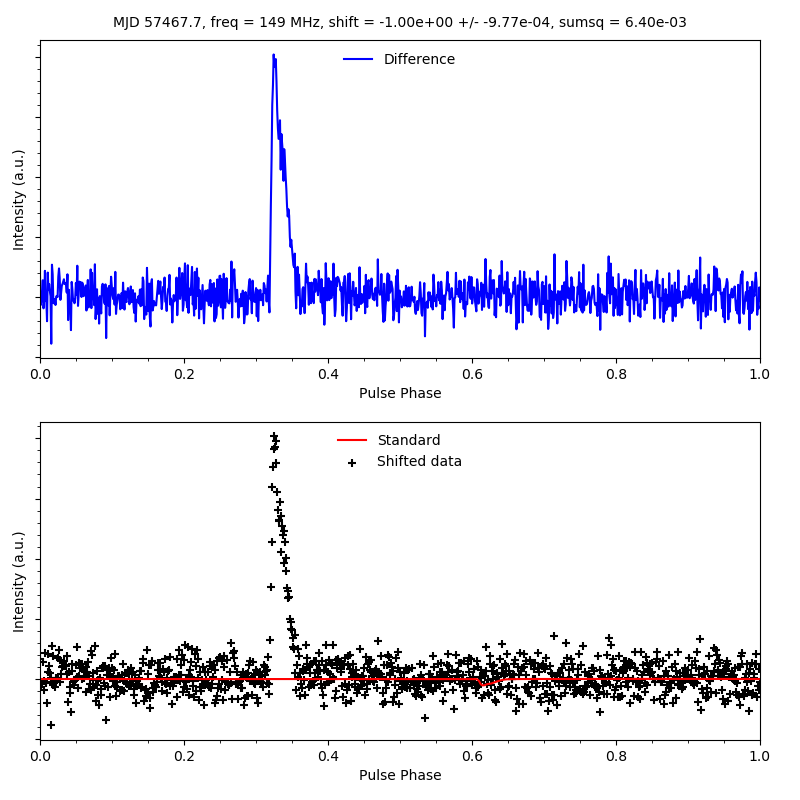 MJD 57467.7, freq = 149 MHz, shift = -1.00e+00 +/- -9.77e-04, sumsq = 6.40e-03
Difference
Intensity (a.u.)
0.0 0.2 0.4 0.6 0.8 1.0
Pulse Phase
Standard
Shifted data
Intensity (a.u.)
0.0 0.2 0.4 0.6 0.8 1.0
Pulse Phase